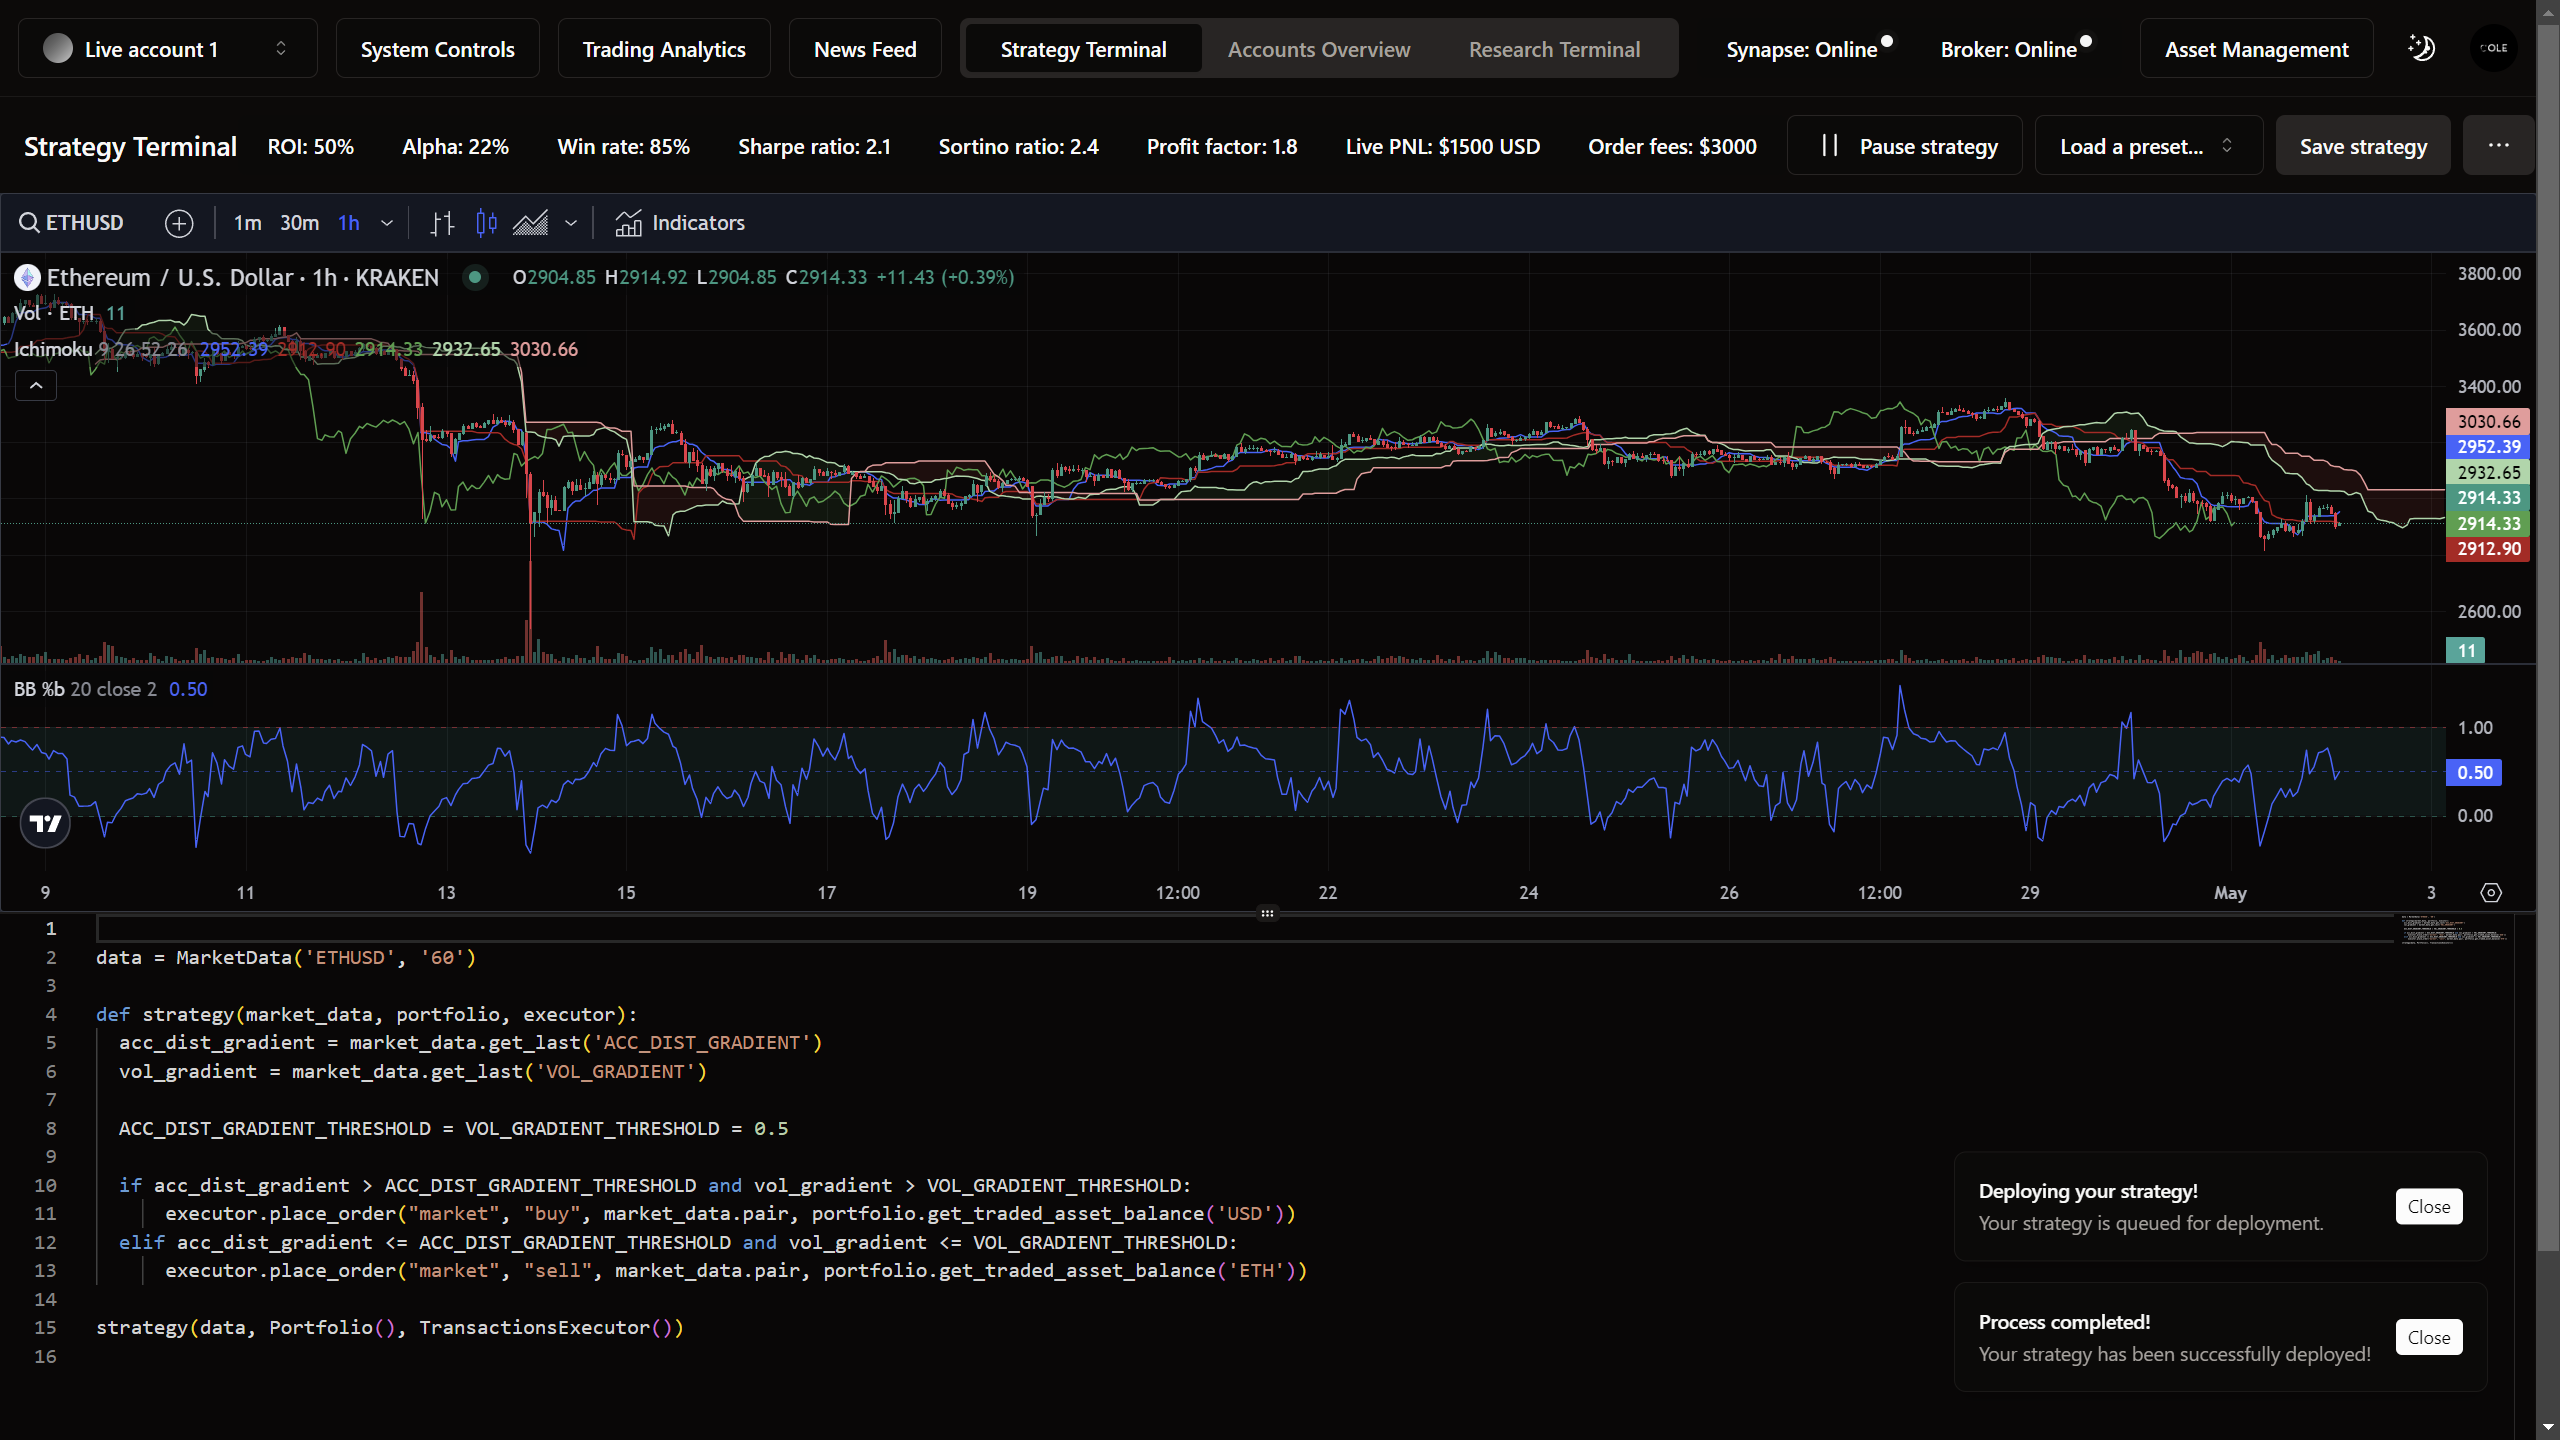 Live account 1
System Controls
Trading Analytics
News Feed
Strategy Terminal
Accounts Overview
Research Terminal
Synapse: Online
Broker: Online
Asset Management
COLE
Strategy Terminal
ROI: 50%
Alpha: 22%
Win rate: 85%
Sharpe ratio: 2.1
Sortino ratio: 2.4
Profit factor: 1.8
Live PNL: $1500 USD
Order fees: $3000
Pause strategy
Load a preset...
Save strategy
ETHUSD
1m 30m 1h
Indicators
Ethereum / U.S. Dollar · 1h · KRAKEN
O2904.85 H2914.92 L2904.85 C2914.33 +11.43 (+0.39%)
Vol · ETH 11
Ichimoku 9 26 52 26 2952.39 2912.90 2914.33 2932.65 3030.66
3800.00
3600.00
3400.00
3030.66
2952.39
2932.65
2914.33
2914.33
2912.90
2600.00
11
BB %b 20 close 2 0.50
1.00
0.50
0.00
9 11 13 15 17 19 12:00 22 24 26 12:00 29 May 3
1
2 data = MarketData('ETHUSD', '60')
3
4 def strategy(market_data, portfolio, executor):
5 acc_dist_gradient = market_data.get_last('ACC_DIST_GRADIENT')
6 vol_gradient = market_data.get_last('VOL_GRADIENT')
7
8 ACC_DIST_GRADIENT_THRESHOLD = VOL_GRADIENT_THRESHOLD = 0.5
9
10 if acc_dist_gradient > ACC_DIST_GRADIENT_THRESHOLD and vol_gradient > VOL_GRADIENT_THRESHOLD:
11 executor.place_order("market", "buy", market_data.pair, portfolio.get_traded_asset_balance('USD'))
12 elif acc_dist_gradient <= ACC_DIST_GRADIENT_THRESHOLD and vol_gradient <= VOL_GRADIENT_THRESHOLD:
13 executor.place_order("market", "sell", market_data.pair, portfolio.get_traded_asset_balance('ETH'))
14
15 strategy(data, Portfolio(), TransactionsExecutor())
16
Deploying your strategy!
Your strategy is queued for deployment.
Close
Process completed!
Your strategy has been successfully deployed!
Close